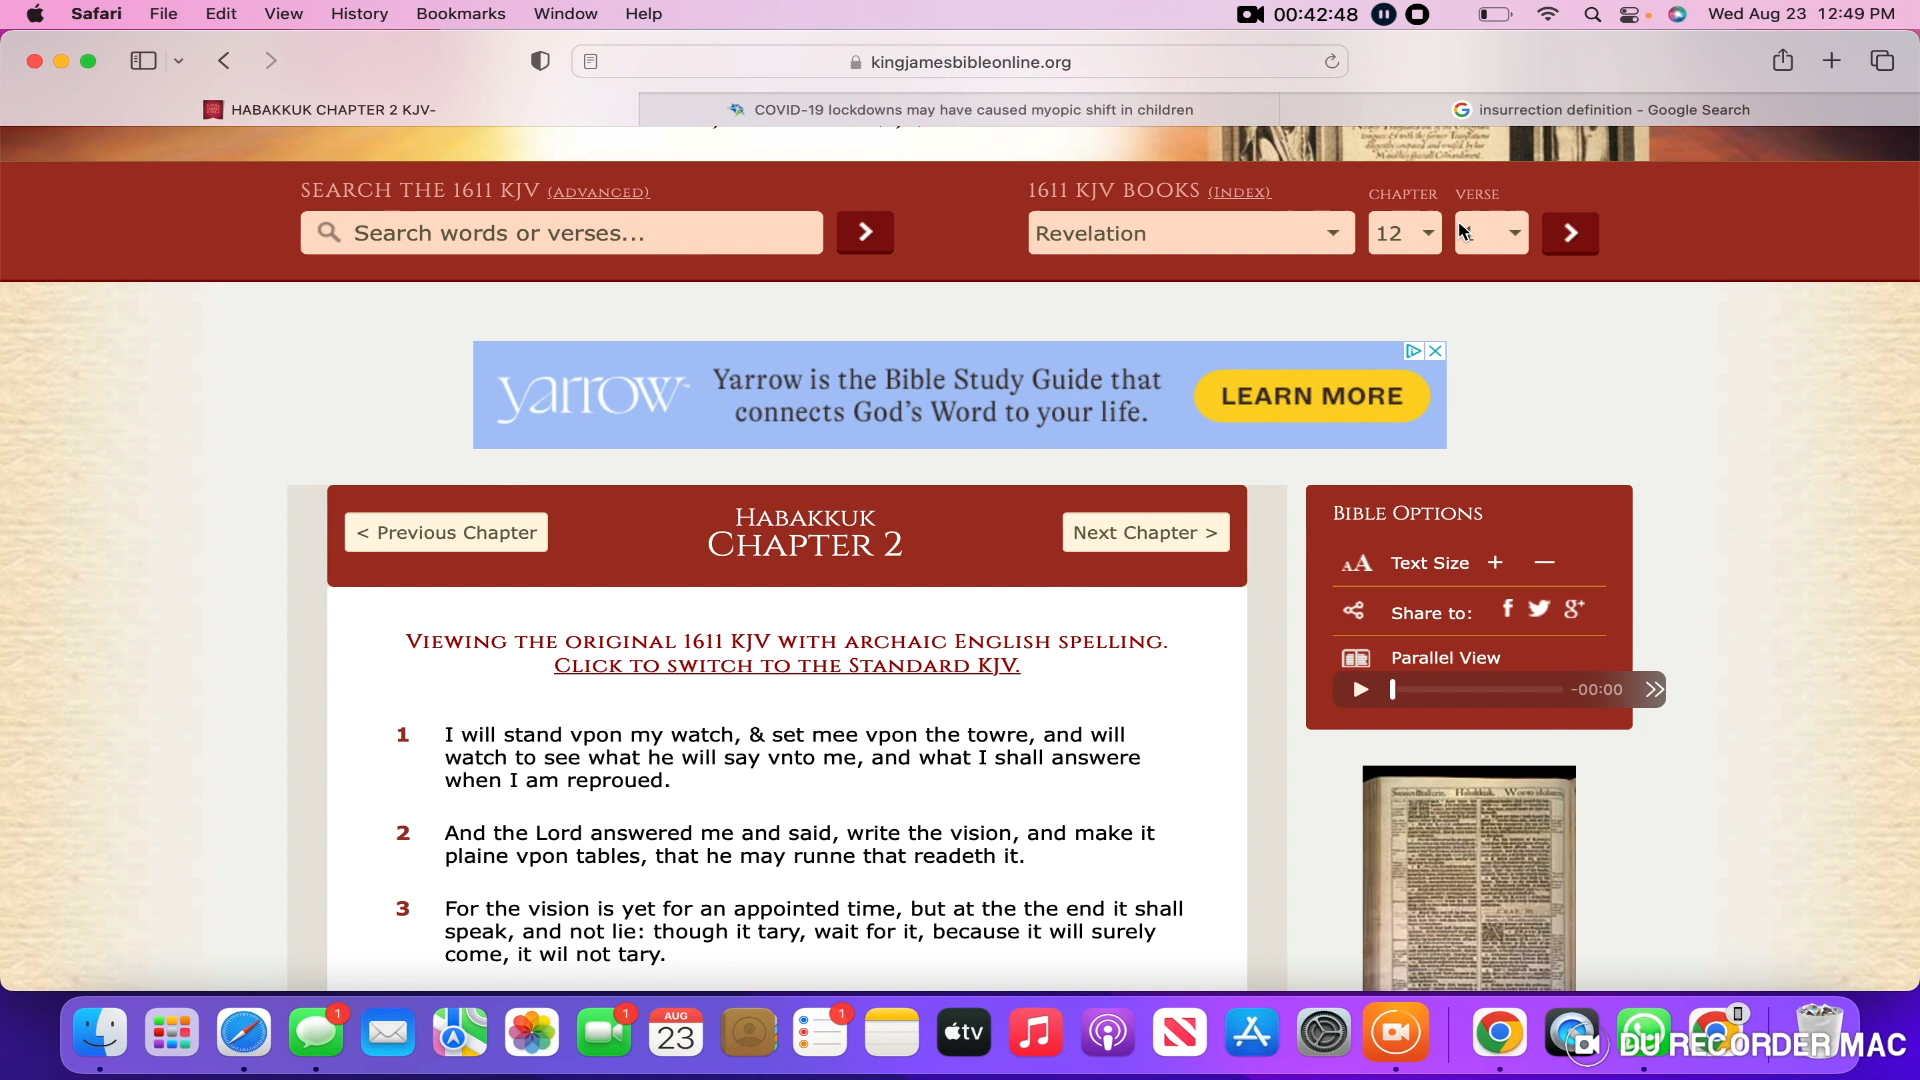 Safari File Edit View History Bookmarks Window Help 00:42:48 Wed Aug 23 12:49 PM
kingjamesbibleonline.org
HABAKKUK CHAPTER 2 KJV- COVID-19 lockdowns may have caused myopic shift in children insurrection definition - Google Search
SEARCH THE 1611 KJV (ADVANCED) 1611 KJV BOOKS (INDEX) CHAPTER VERSE
Search words or verses... Revelation 12
yarrow Yarrow is the Bible Study Guide that
connects God's Word to your life.
LEARN MORE
< Previous Chapter
HABAKKUK
CHAPTER 2
Next Chapter >
VIEWING THE ORIGINAL 1611 KJV WITH ARCHAIC ENGLISH SPELLING.
CLICK TO SWITCH TO THE STANDARD KJV.
1 I will stand vpon my watch, & set mee vpon the towre, and will
watch to see what he will say vnto me, and what I shall answere
when I am reproued.
2 And the Lord answered me and said, write the vision, and make it
plaine vpon tables, that he may runne that readeth it.
3 For the vision is yet for an appointed time, but at the the end it shall
speak, and not lie: though it tary, wait for it, because it will surely
come, it wil not tary.
BIBLE OPTIONS
AA Text Size + —
Share to: f g+
Parallel View
-00:00
1
1
AUG
23
1
tv
DU RECORDER MAC